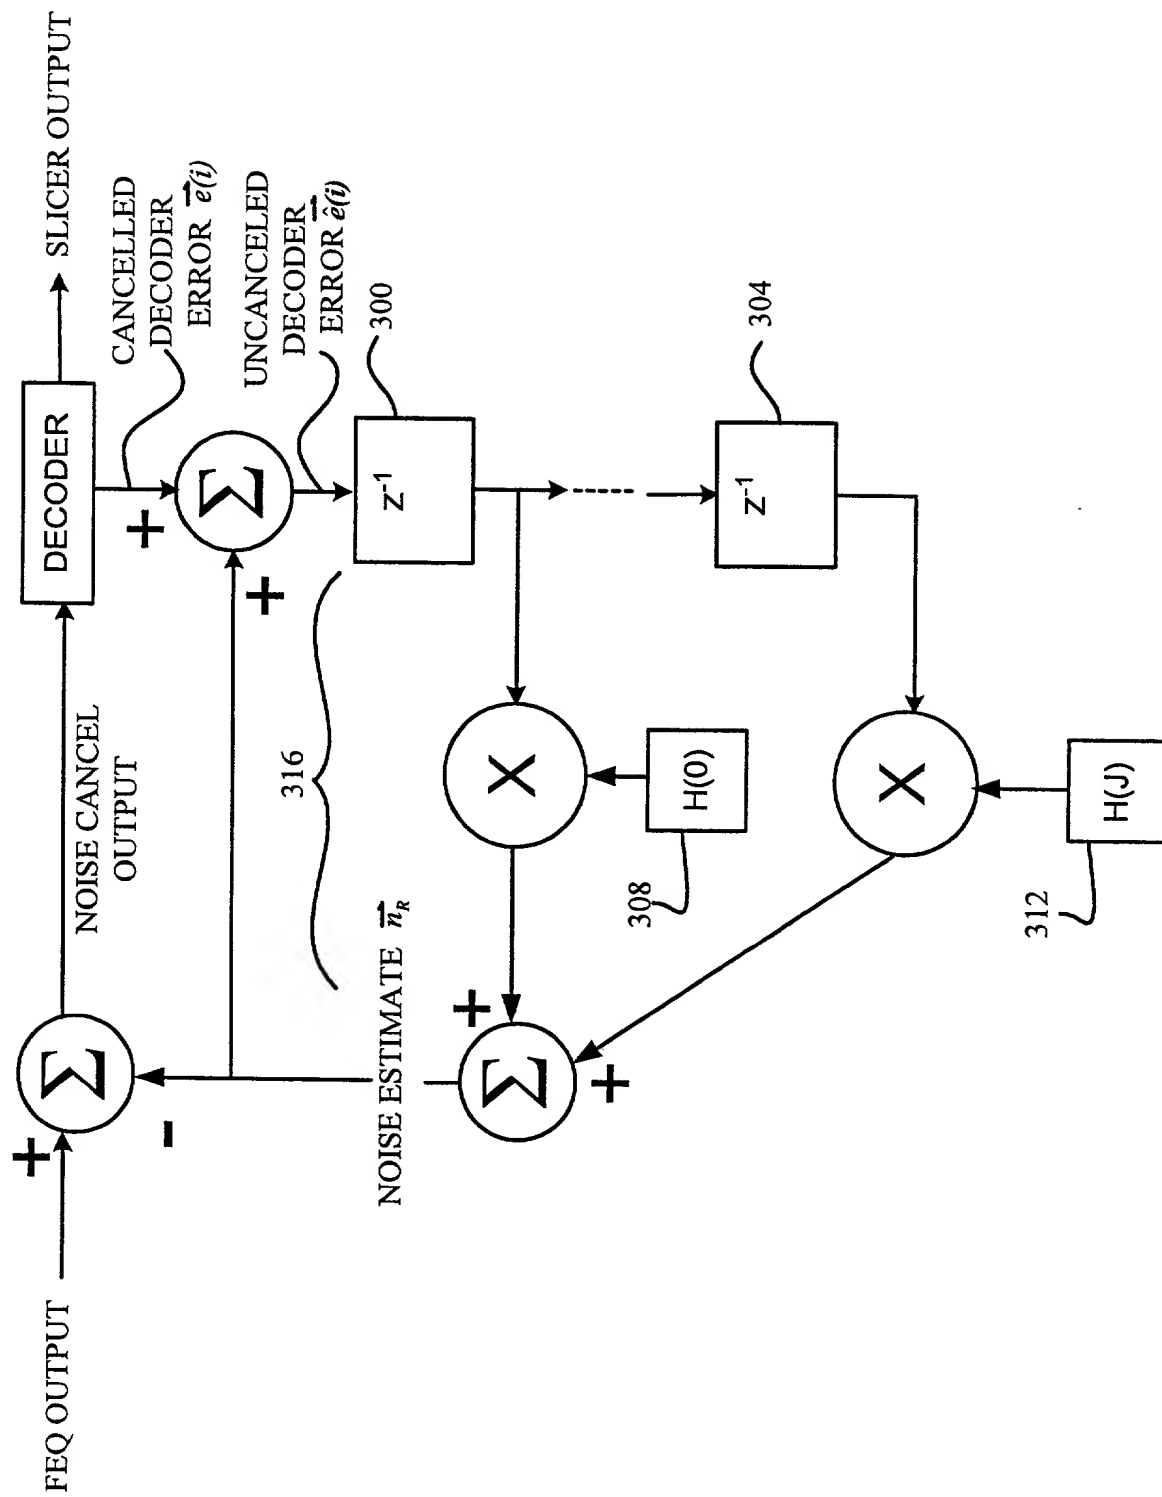 FEQ OUTPUT
+
-
Σ
NOISE CANCEL
OUTPUT
DECODER
SLICER OUTPUT
CANCELLED
DECODER
ERROR e⃗(i)
+
Σ
+
UNCANCELED
DECODER
ERROR ê⃗(i)
316
300
z⁻¹
NOISE ESTIMATE n⃗_R
+
Σ
+
X
H(0)
308
304
z⁻¹
X
H(J)
312